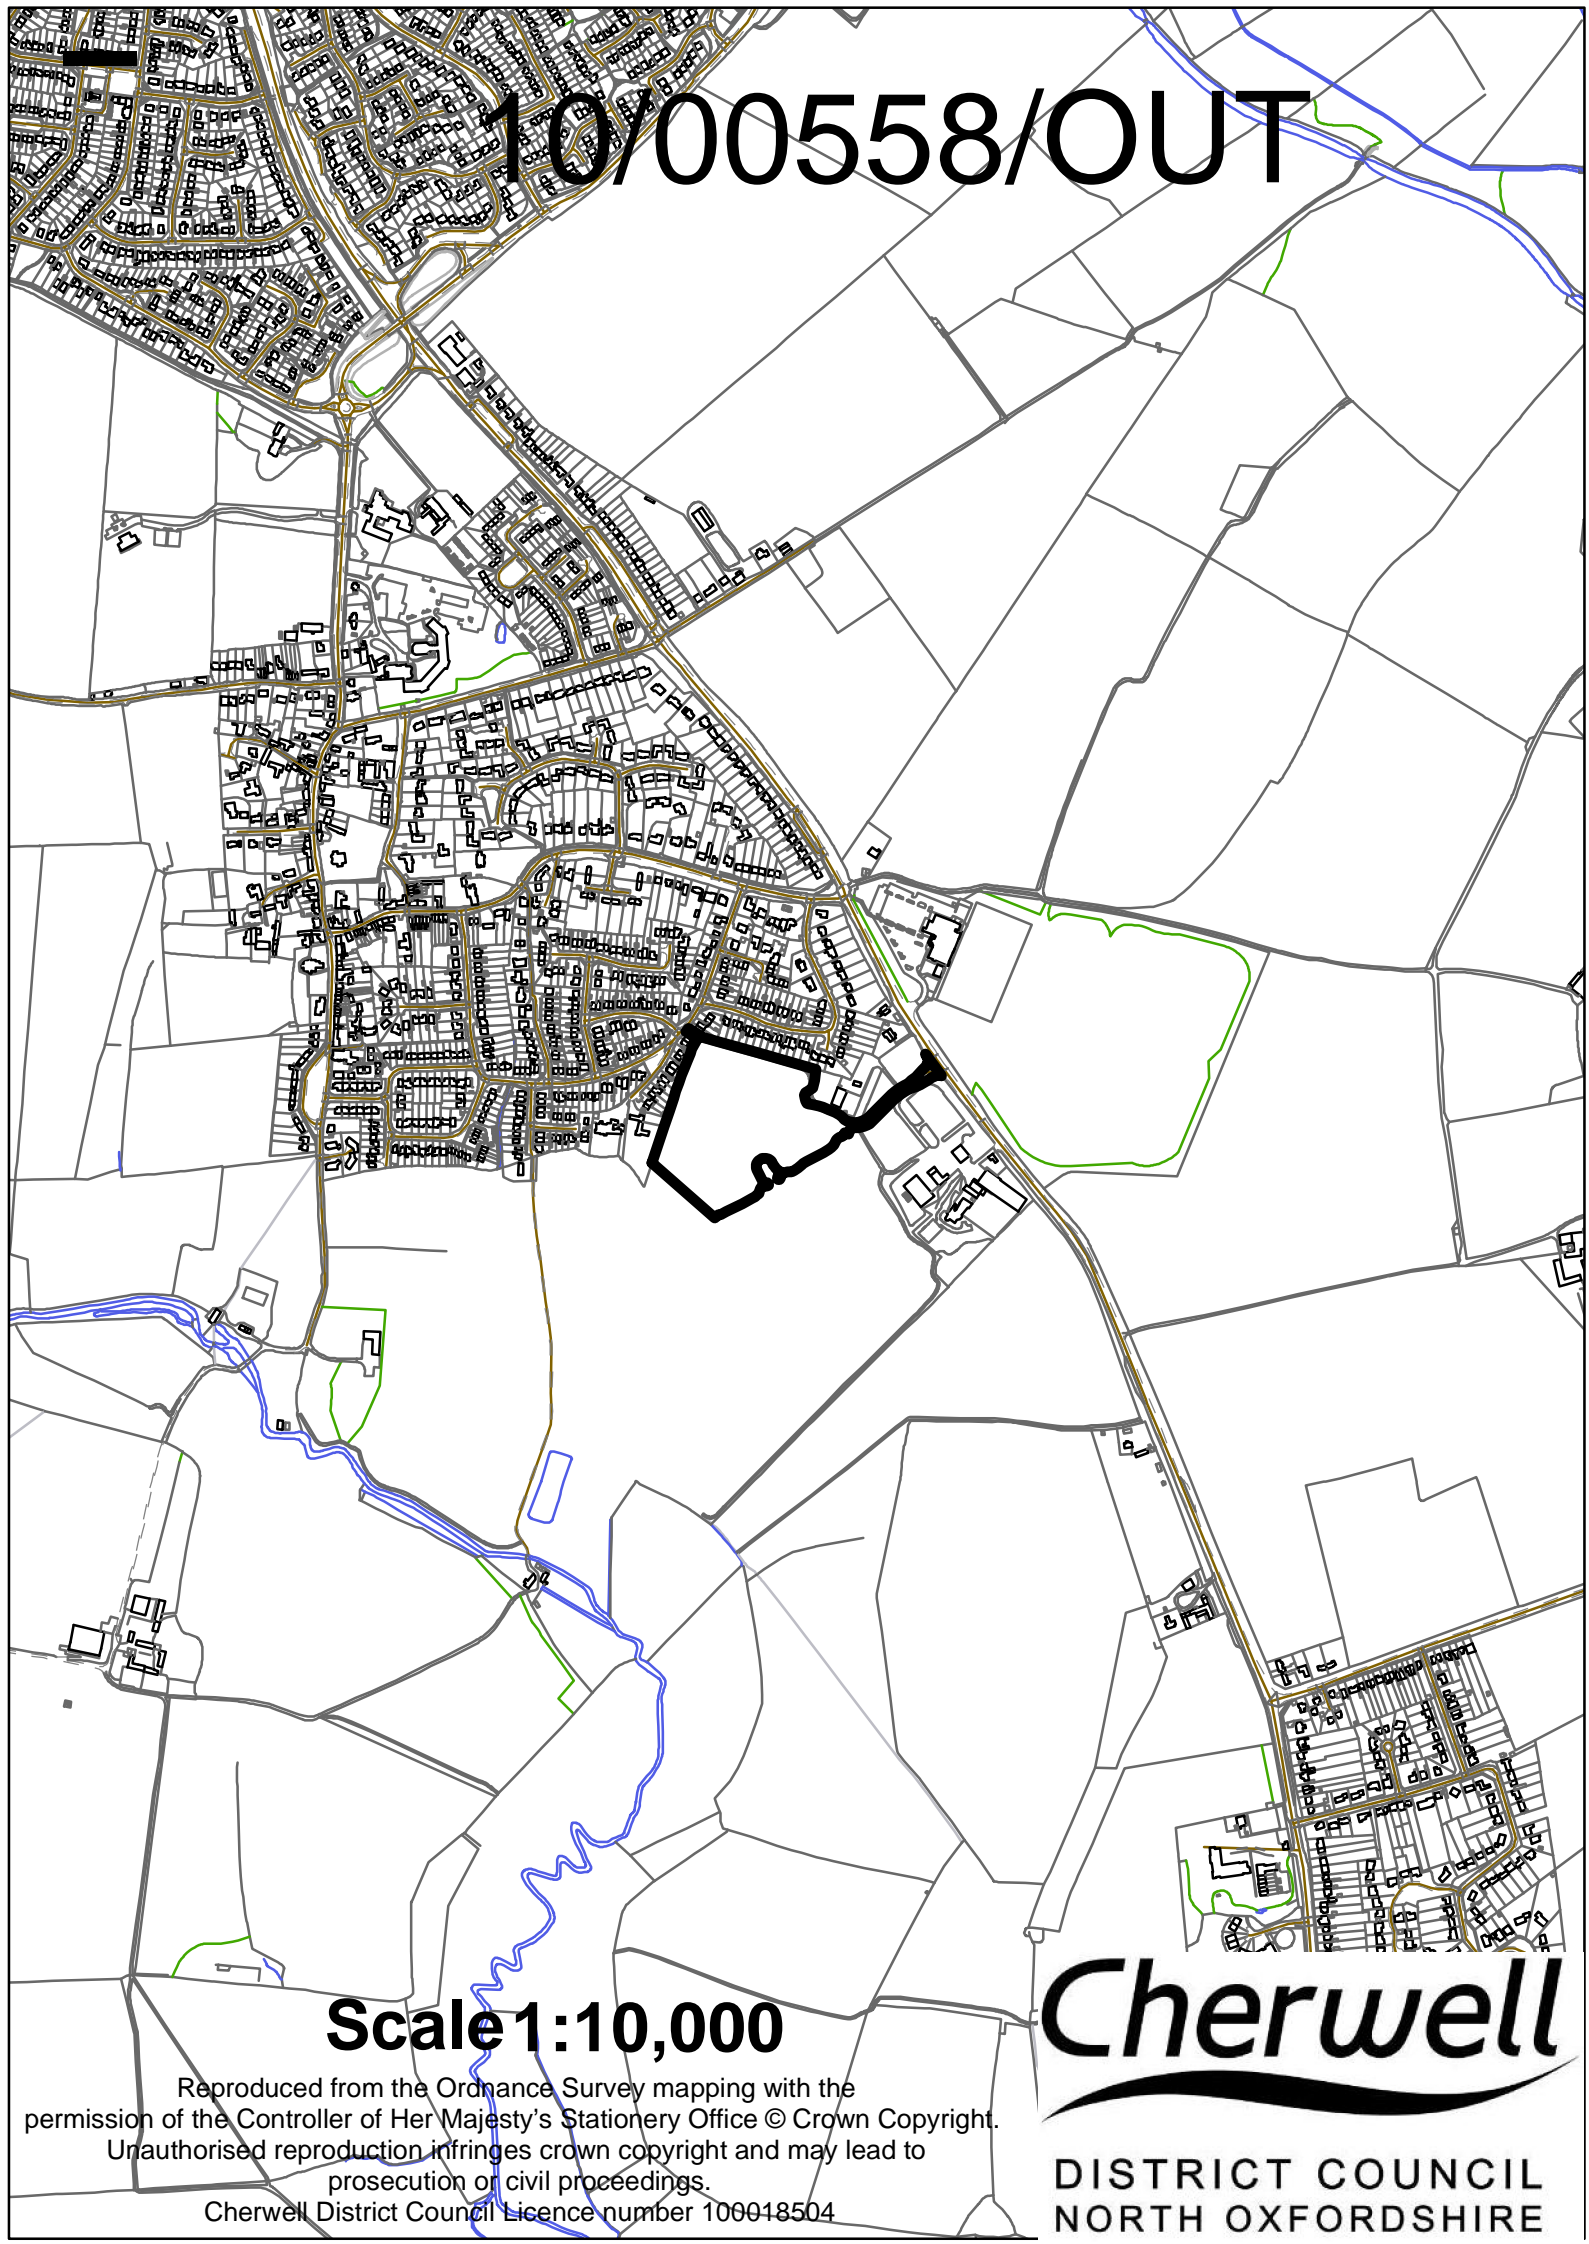 10/00558/OUT
Scale 1:10,000
Reproduced from the Ordnance Survey mapping with the
permission of the Controller of Her Majesty's Stationery Office © Crown Copyright.
Unauthorised reproduction infringes crown copyright and may lead to
prosecution or civil proceedings.
Cherwell District Council Licence number 100018504
Cherwell
DISTRICT COUNCIL
NORTH OXFORDSHIRE